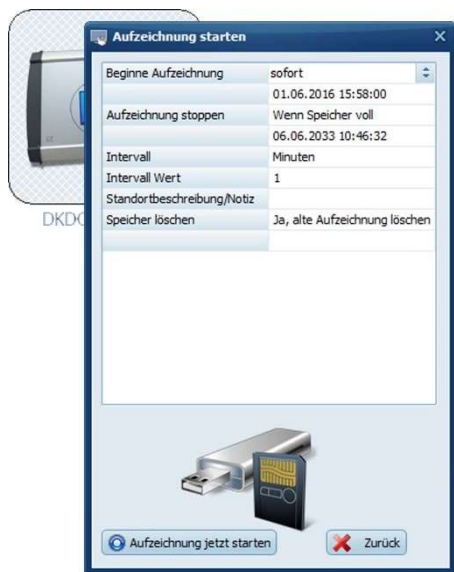 Aufzeichnung starten
Beginne Aufzeichnung sofort
01.06.2016 15:58:00
Aufzeichnung stoppen Wenn Speicher voll
06.06.2033 10:46:32
Intervall Minuten
Intervall Wert 1
Standortbeschreibung/Notiz
Speicher löschen Ja, alte Aufzeichnung löschen
DKDC
Aufzeichnung jetzt starten Zurück